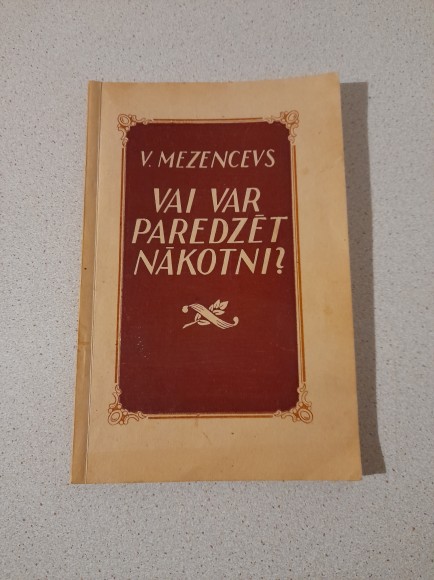 V. MEZENCEVS
VAI VAR
PAREDZĒT
NĀKOTNI?